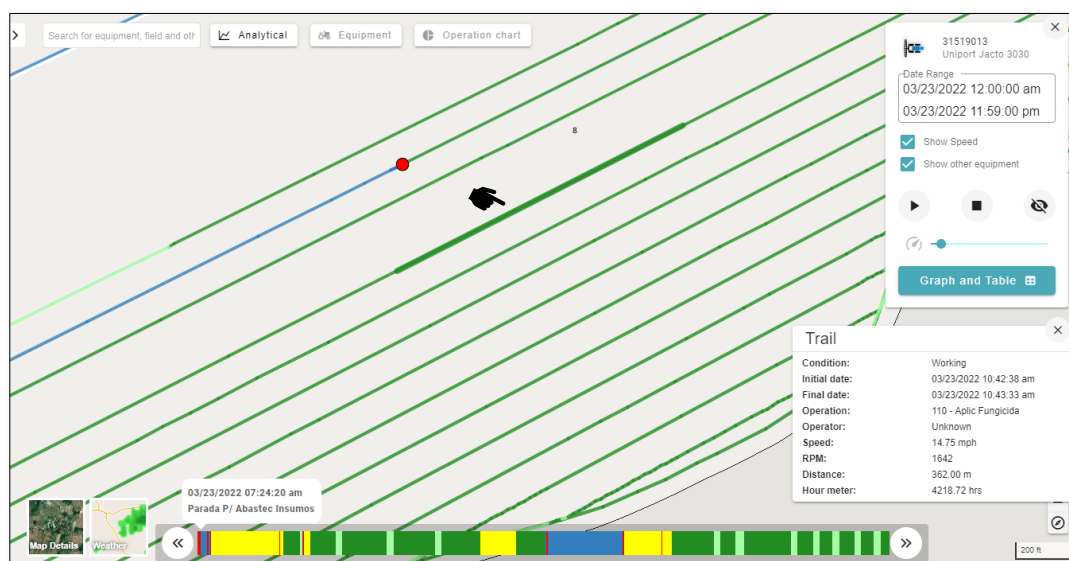 Search for equipment, field and oth
Analytical
Equipment
Operation chart
31519013
Uniport Jacto 3030
Date Range
03/23/2022 12:00:00 am
03/23/2022 11:59:00 pm
Show Speed
Show other equipment
Graph and Table
8
Trail
Condition: Working
Initial date: 03/23/2022 10:42:38 am
Final date: 03/23/2022 10:43:33 am
Operation: 110 - Aplic Fungicida
Operator: Unknown
Speed: 14.75 mph
RPM: 1642
Distance: 362.00 m
Hour meter: 4218.72 hrs
03/23/2022 07:24:20 am
Parada P/ Abastec Insumos
Map Details
Weather
200 ft